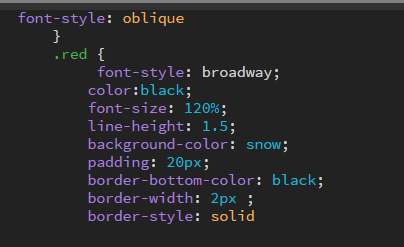 font-style: oblique
}
.red {
font-style: broadway;
color:black;
font-size: 120%;
line-height: 1.5;
background-color: snow;
padding: 20px;
border-bottom-color: black;
border-width: 2px ;
border-style: solid